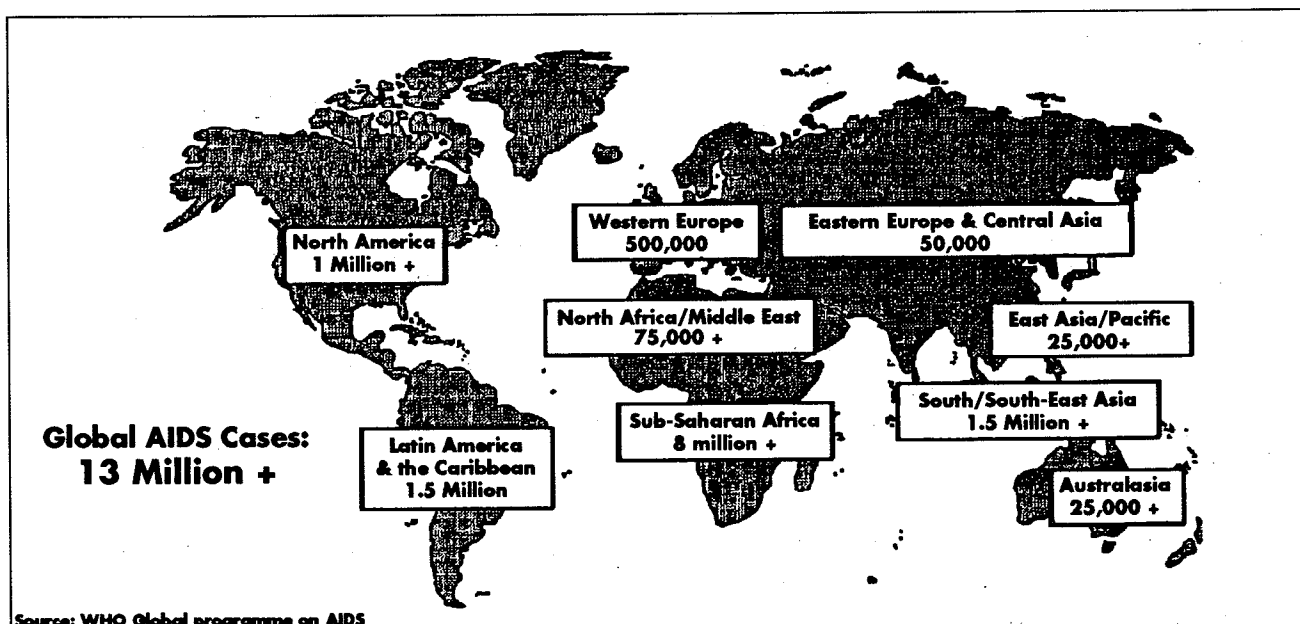 North America
1 Million +
Western Europe
500,000
Eastern Europe & Central Asia
50,000
North Africa/Middle East
75,000 +
East Asia/Pacific
25,000+
Sub-Saharan Africa
8 million +
South/South-East Asia
1.5 Million +
Global AIDS Cases:
13 Million +
Latin America
& the Caribbean
1.5 Million
Australasia
25,000 +
Source: WHO Global programme on AIDS